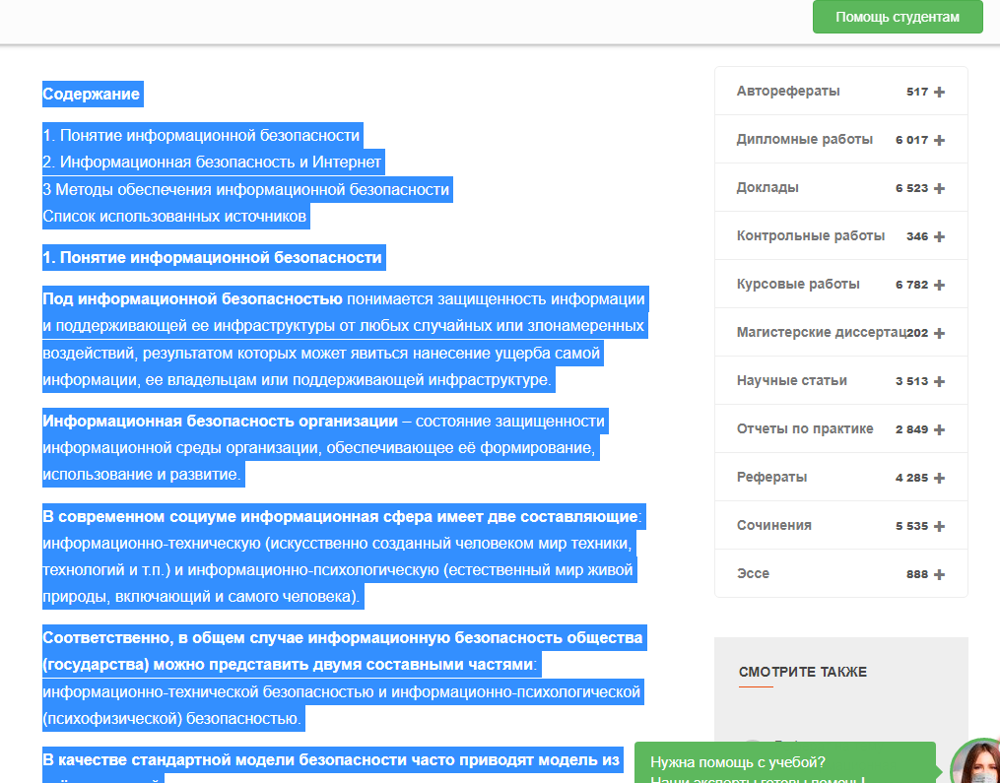 Помощь студентам
Содержание
1. Понятие информационной безопасности
2. Информационная безопасность и Интернет
3 Методы обеспечения информационной безопасности
Список использованных источников
1. Понятие информационной безопасности
Под информационной безопасностью понимается защищенность информации
и поддерживающей ее инфраструктуры от любых случайных или злонамеренных
воздействий, результатом которых может явиться нанесение ущерба самой
информации, ее владельцам или поддерживающей инфраструктуре.
Информационная безопасность организации – состояние защищенности
информационной среды организации, обеспечивающее её формирование,
использование и развитие.
В современном социуме информационная сфера имеет две составляющие:
информационно-техническую (искусственно созданный человеком мир техники,
технологий и т.п.) и информационно-психологическую (естественный мир живой
природы, включающий и самого человека).
Соответственно, в общем случае информационную безопасность общества
(государства) можно представить двумя составными частями:
информационно-технической безопасностью и информационно-психологической
(психофизической) безопасностью.
В качестве стандартной модели безопасности часто приводят модель из
Авторефераты 517 +
Дипломные работы 6 017 +
Доклады 6 523 +
Контрольные работы 346 +
Курсовые работы 6 782 +
Магистерские диссертац202 +
Научные статьи 3 513 +
Отчеты по практике 2 849 +
Рефераты 4 285 +
Сочинения 5 535 +
Эссе 888 +
СМОТРИТЕ ТАКЖЕ
Нужна помощь с учебой?
Наши эксперты готовы помочь!